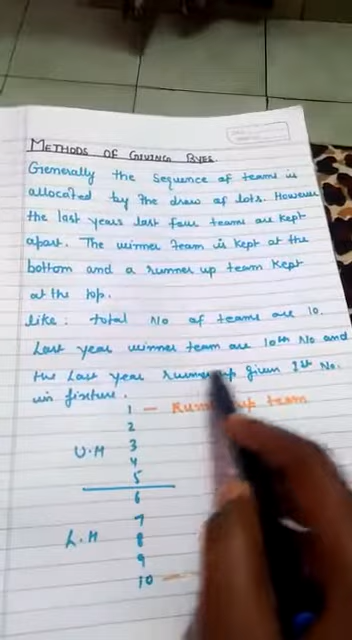 METHODS OF GIVING BYES.
Generally the sequence of teams is
allocated by the draw of lots. However
the last years last four teams are kept
apart. The winner team is kept at the
bottom and a runner up team kept
at the top.
like: total No of teams are 10.
Last year winner team are 10th No and
the Last year runner up given 1st No.
in fixture.
1 — Runner up team
2
U.H 3
4
5
6
7
L.H 8
9
10 —